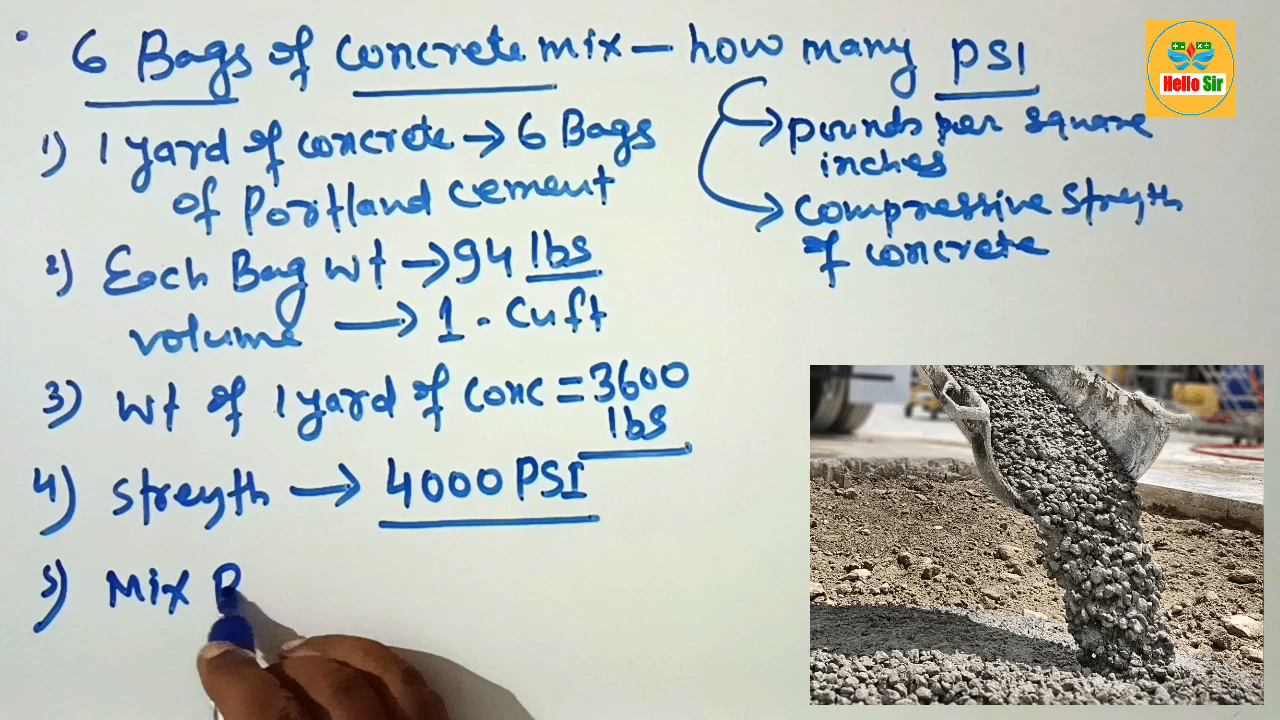 6 Bags of concrete mix - how many PSI
1) 1 yard of concrete → 6 Bags
of Portland cement
2) Each Bag wt → 94 lbs
volume → 1. Cuft
3) wt of 1 yard of conc = 3600
lbs
4) streyth → 4000 PSI
5) Mix R
→ pounds per square
inches
→ compressive streyth
of concrete
Hello Sir